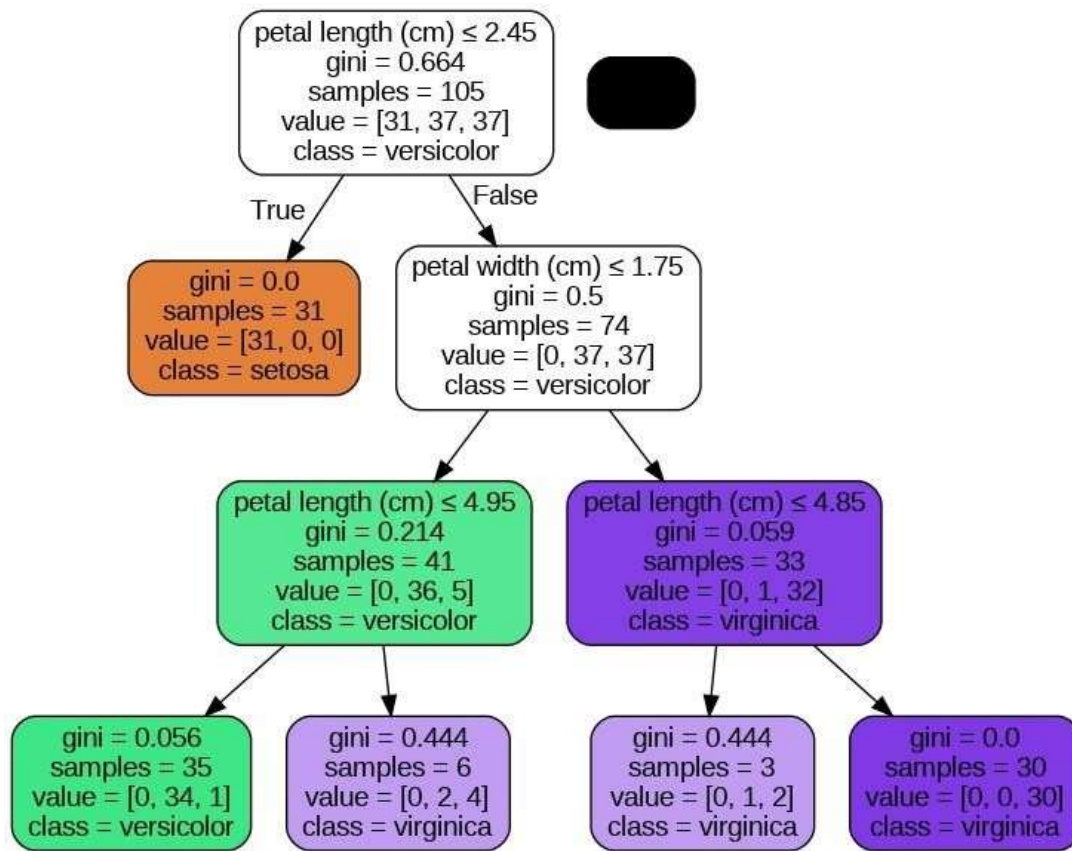 petal length (cm) ≤ 2.45
gini = 0.664
samples = 105
value = [31, 37, 37]
class = versicolor
True
False
gini = 0.0
samples = 31
value = [31, 0, 0]
class = setosa
petal width (cm) ≤ 1.75
gini = 0.5
samples = 74
value = [0, 37, 37]
class = versicolor
petal length (cm) ≤ 4.95
gini = 0.214
samples = 41
value = [0, 36, 5]
class = versicolor
petal length (cm) ≤ 4.85
gini = 0.059
samples = 33
value = [0, 1, 32]
class = virginica
gini = 0.056
samples = 35
value = [0, 34, 1]
class = versicolor
gini = 0.444
samples = 6
value = [0, 2, 4]
class = virginica
gini = 0.444
samples = 3
value = [0, 1, 2]
class = virginica
gini = 0.0
samples = 30
value = [0, 0, 30]
class = virginica